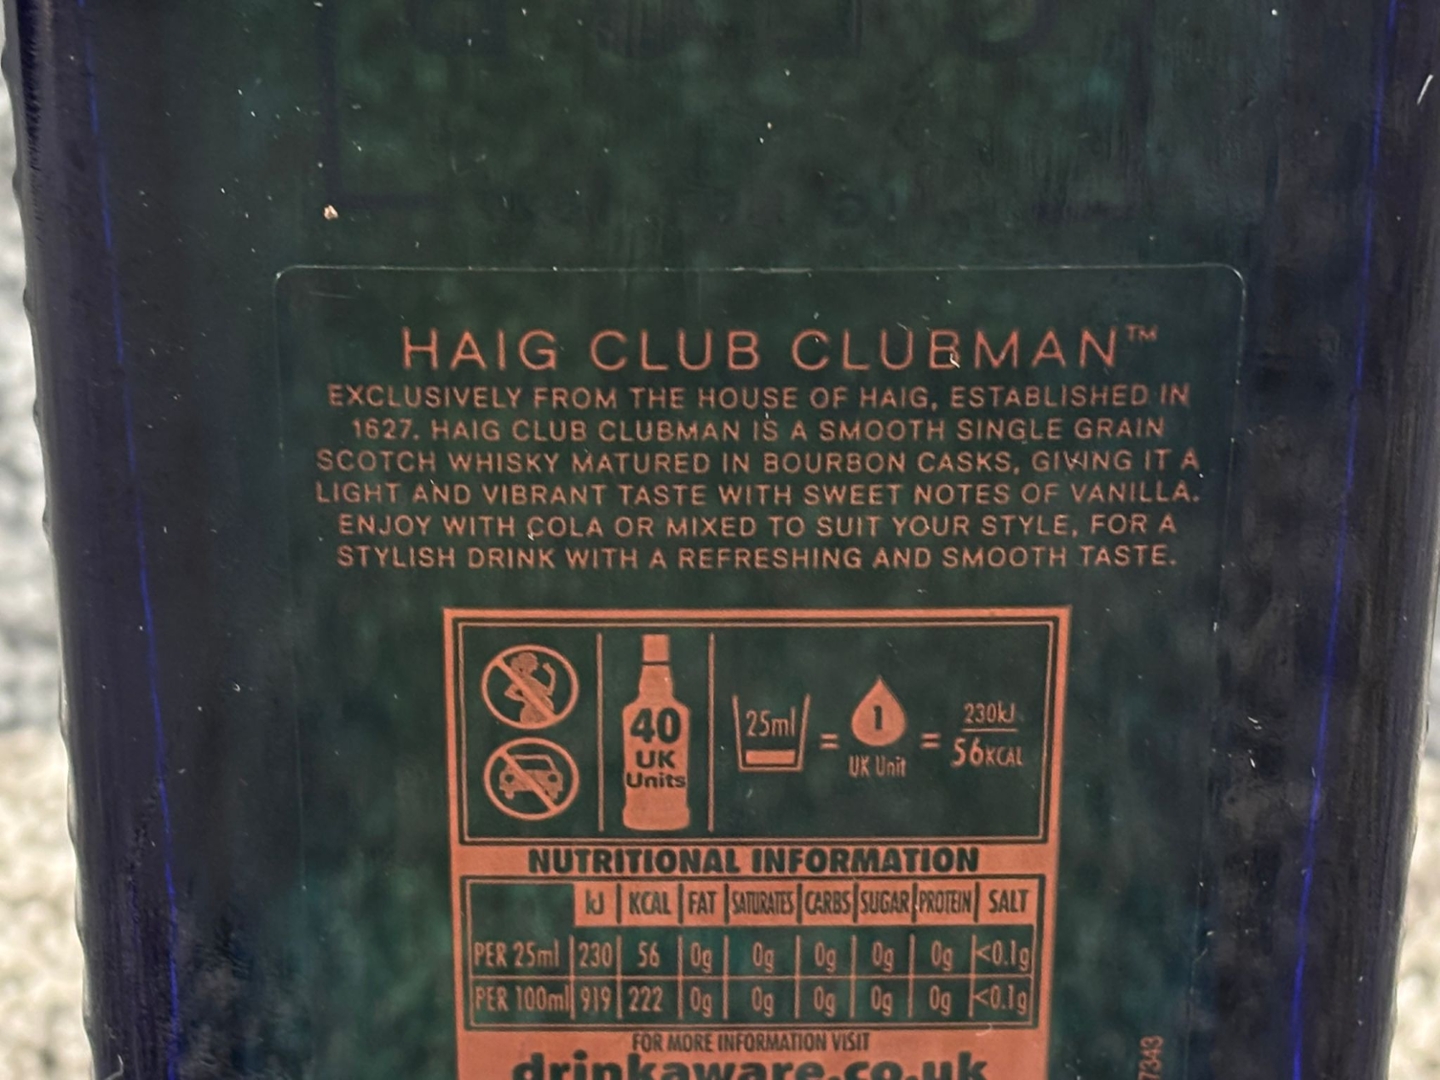 HAIG CLUB CLUBMAN™
EXCLUSIVELY FROM THE HOUSE OF HAIG, ESTABLISHED IN
1627. HAIG CLUB CLUBMAN IS A SMOOTH SINGLE GRAIN
SCOTCH WHISKY MATURED IN BOURBON CASKS, GIVING IT A
LIGHT AND VIBRANT TASTE WITH SWEET NOTES OF VANILLA.
ENJOY WITH COLA OR MIXED TO SUIT YOUR STYLE, FOR A
STYLISH DRINK WITH A REFRESHING AND SMOOTH TASTE.
40
UK
Units
25ml = 1 UK Unit = 230kJ 56KCAL
NUTRITIONAL INFORMATION
kJ KCAL FAT SATURATES CARBS SUGAR PROTEIN SALT
PER 25ml 230 56 0g 0g 0g 0g 0g <0.1g
PER 100ml 919 222 0g 0g 0g 0g 0g <0.1g
FOR MORE INFORMATION VISIT
drinkaware.co.uk
7343